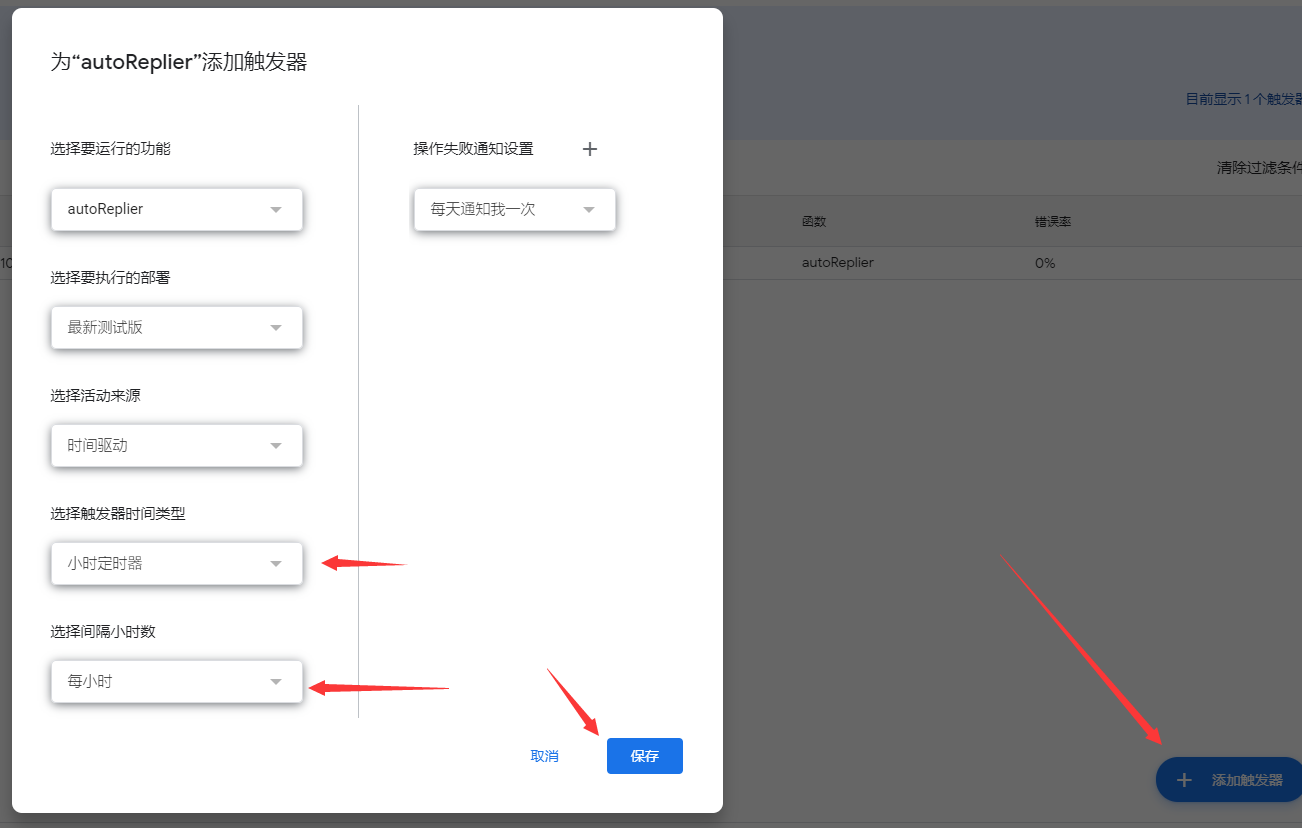 为“autoReplier”添加触发器
选择要运行的功能
autoReplier
选择要执行的部署
最新测试版
选择活动来源
时间驱动
选择触发器时间类型
小时定时器
选择间隔小时数
每小时
操作失败通知设置
每天通知我一次
取消
保存
目前显示 1 个触发器
清除过滤条件
函数
错误率
10
autoReplier
0%
添加触发器